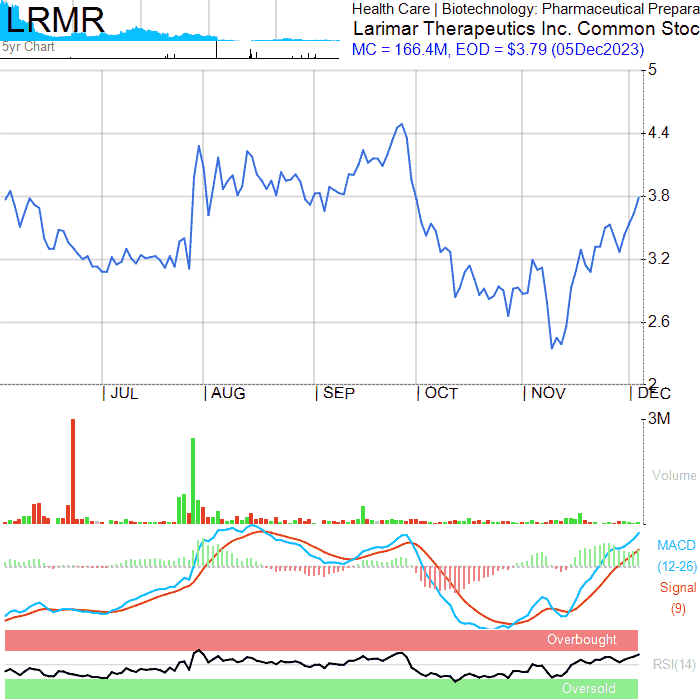 LRMR
5yr Chart
Health Care | Biotechnology: Pharmaceutical Prepara
Larimar Therapeutics Inc. Common Stoc
MC = 166.4M, EOD = $3.79 (05Dec2023)
5
4.4
3.8
3.2
2.6
2
| JUL | AUG | SEP | OCT | NOV | DEC
3M
Volume
MACD
(12-26)
Signal
(9)
Overbought
RSI(14)
Oversold